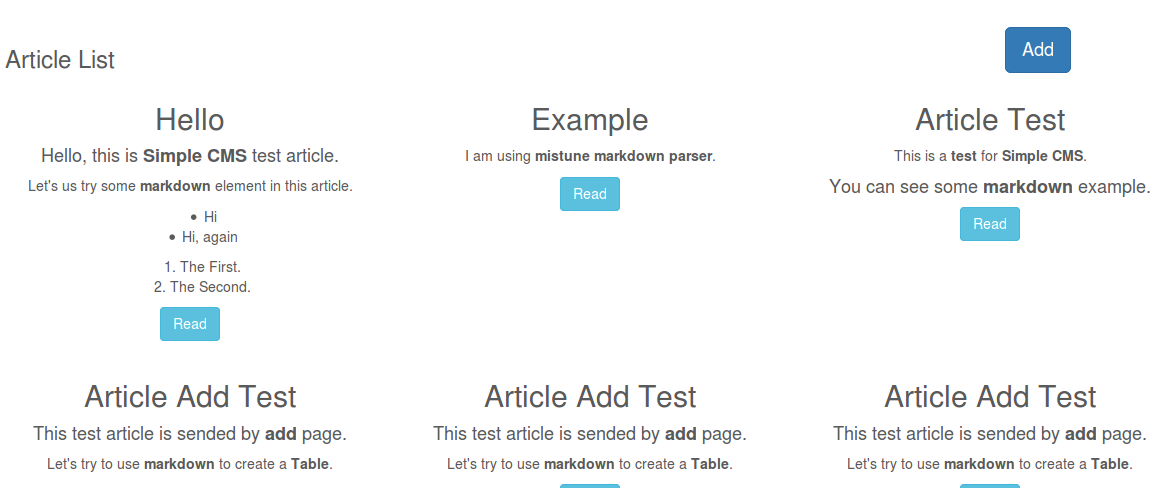 Article List
Add
Hello
Hello, this is Simple CMS test article.
Let's us try some markdown element in this article.
• Hi
• Hi, again
1. The First.
2. The Second.
Read
Example
I am using mistune markdown parser.
Read
Article Test
This is a test for Simple CMS.
You can see some markdown example.
Read
Article Add Test
This test article is sended by add page.
Let's try to use markdown to create a Table.
Article Add Test
This test article is sended by add page.
Let's try to use markdown to create a Table.
Article Add Test
This test article is sended by add page.
Let's try to use markdown to create a Table.